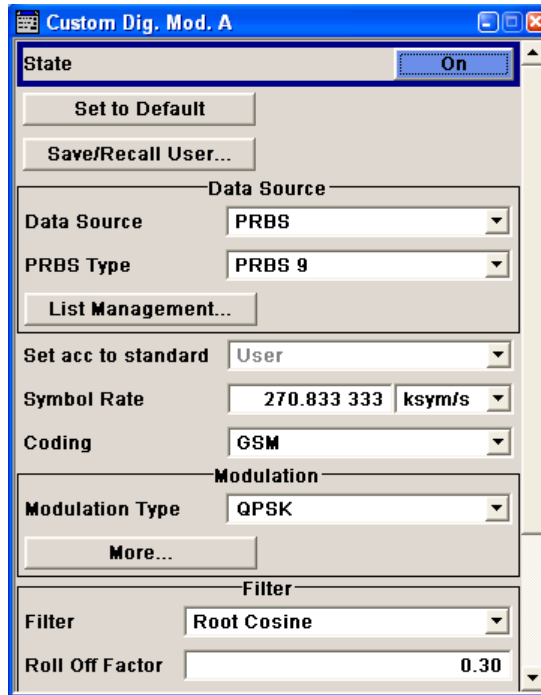 Custom Dig. Mod. A
State On
Set to Default
Save/Recall User...
Data Source
Data Source PRBS
PRBS Type PRBS 9
List Management...
Set acc to standard User
Symbol Rate 270.833 333 ksym/s
Coding GSM
Modulation
Modulation Type QPSK
More...
Filter
Filter Root Cosine
Roll Off Factor 0.30